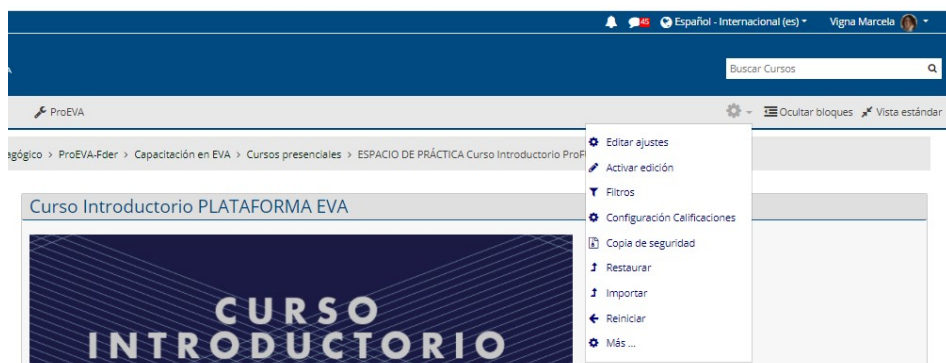 45 Español - Internacional (es) Vigna Marcela
Buscar Cursos
ProEVA Ocultar bloques Vista estándar
agógico > ProEVA-Fder > Capacitación en EVA > Cursos presenciales > ESPACIO DE PRÁCTICA Curso Introductorio
Editar ajustes
Activar edición
Filtros
Configuración Calificaciones
Copia de seguridad
Restaurar
Importar
Reiniciar
Más ...
Curso Introductorio PLATAFORMA EVA
CURSO
INTRODUCTORIO